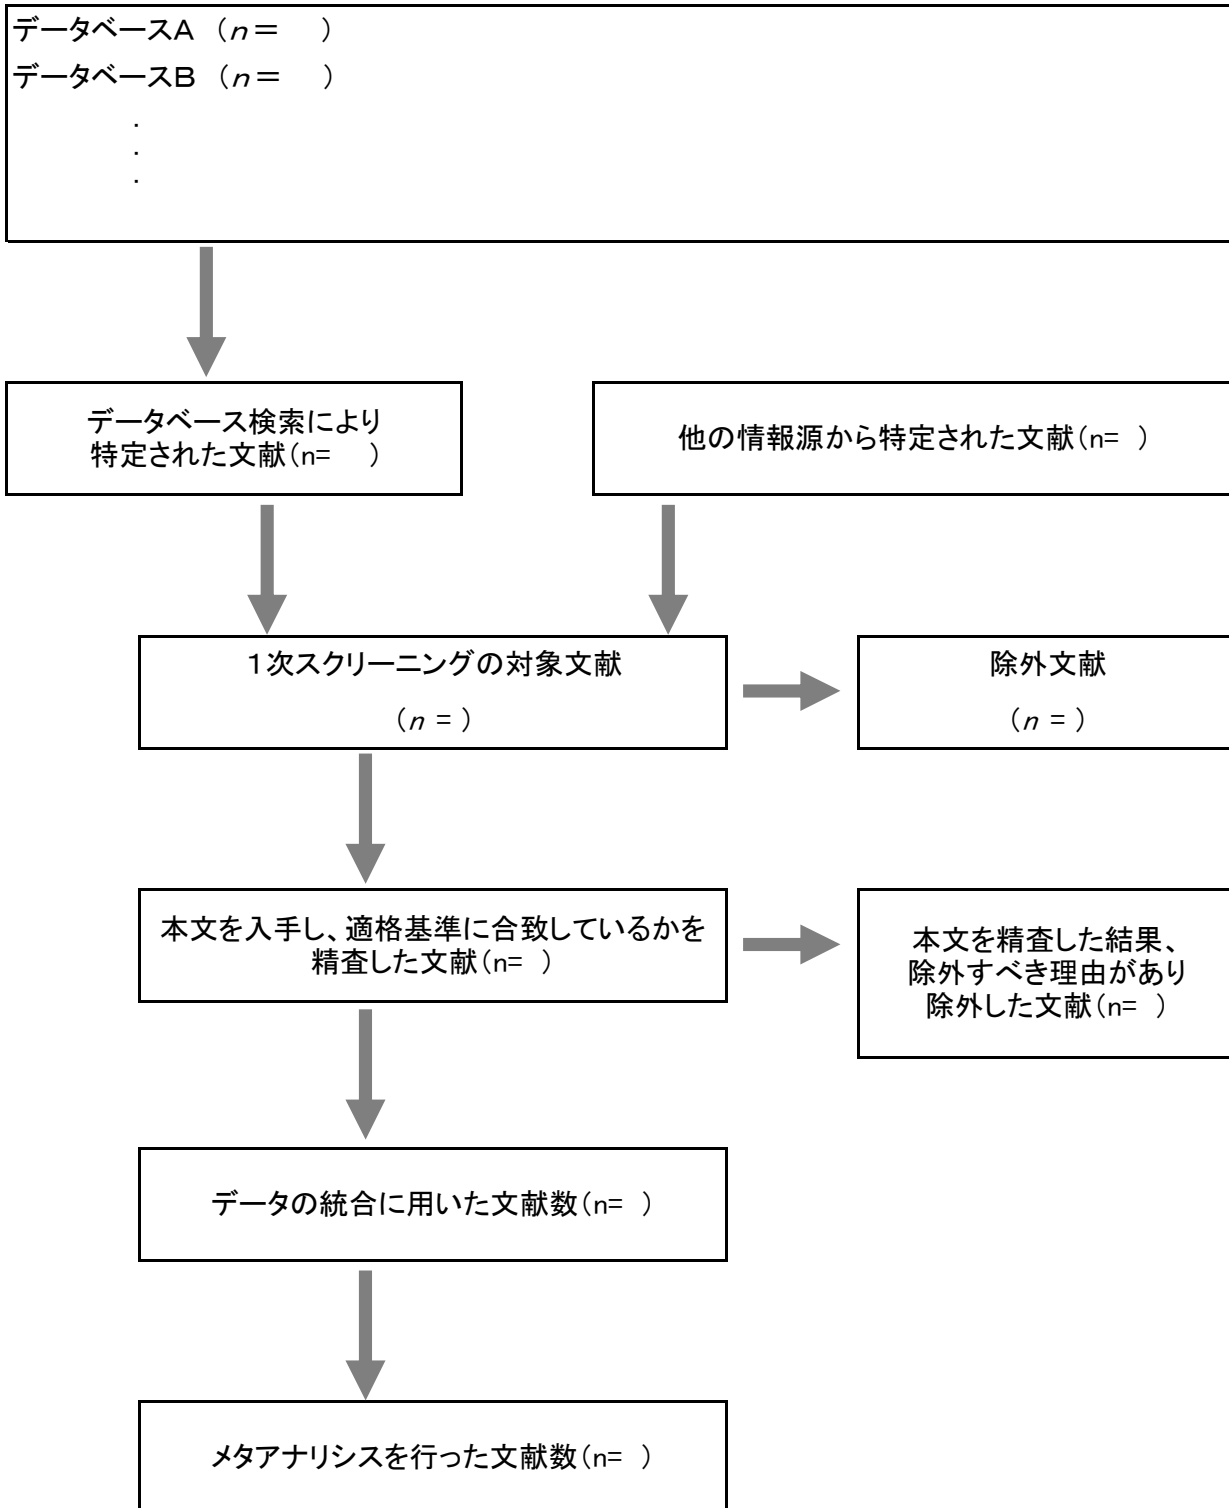 データベースA （n＝　　）
データベースB （n＝　　）
.
.
.
データベース検索により
特定された文献（n=　　）
他の情報源から特定された文献（n=　）
１次スクリーニングの対象文献
（n = ）
除外文献
（n = ）
本文を入手し、適格基準に合致しているかを
精査した文献（n=　）
本文を精査した結果、
除外すべき理由があり
除外した文献（n=　）
データの統合に用いた文献数（n=　）
メタアナリシスを行った文献数（n=　）